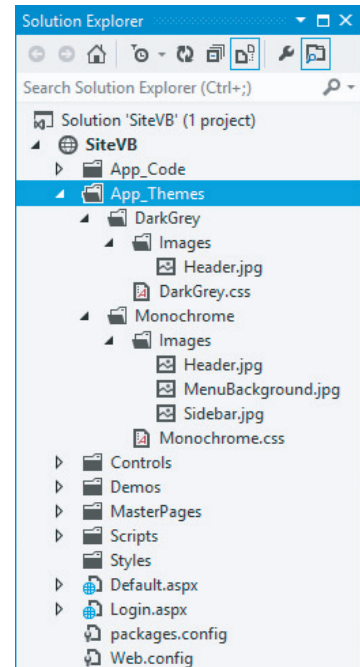 Solution Explorer
Search Solution Explorer (Ctrl+;)
Solution 'SiteVB' (1 project)
SiteVB
App_Code
App_Themes
DarkGrey
Images
Header.jpg
DarkGrey.css
Monochrome
Images
Header.jpg
MenuBackground.jpg
Sidebar.jpg
Monochrome.css
Controls
Demos
MasterPages
Scripts
Styles
Default.aspx
Login.aspx
packages.config
Web.config